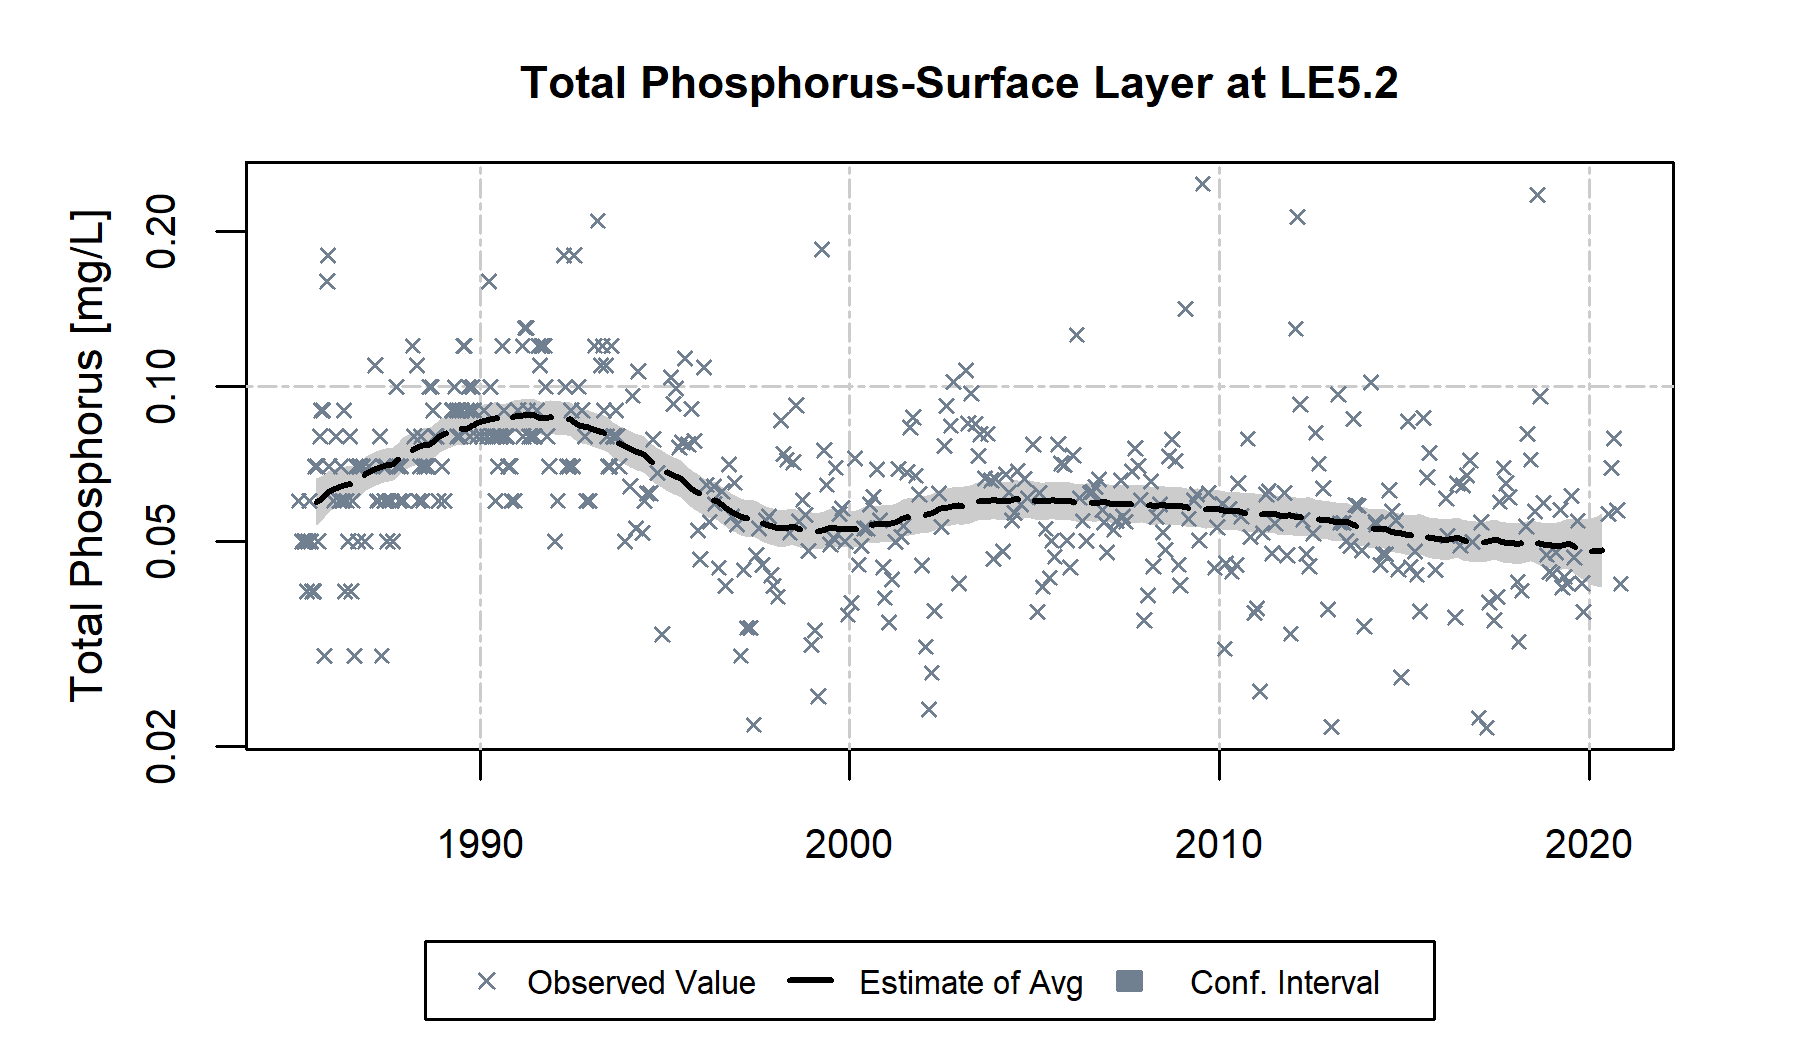 Total Phosphorus-Surface Layer at LE5.2
Total Phosphorus [mg/L]
0.20
0.10
0.05
0.02
1990 2000 2010 2020
Observed Value Estimate of Avg Conf. Interval